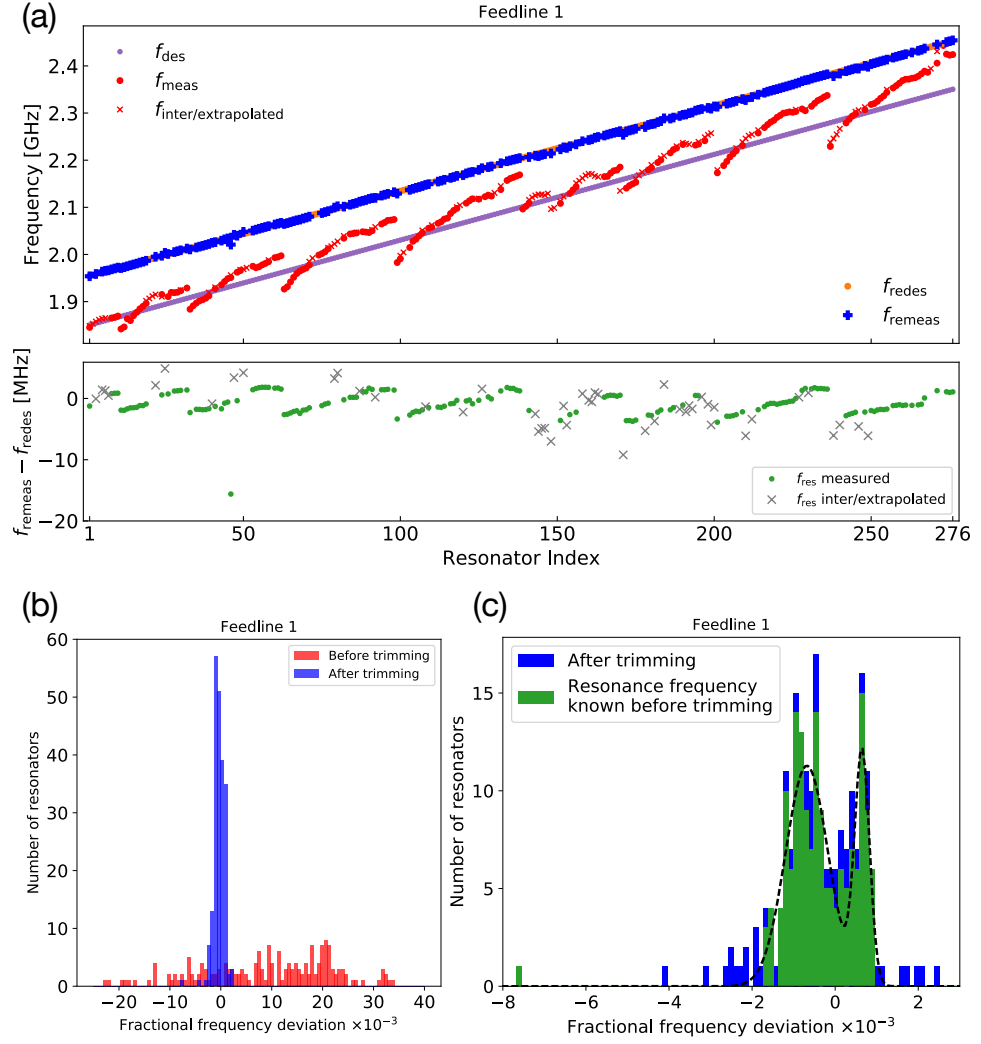 (a)
Feedline 1
f_des
f_meas
f_inter/extrapolated
f_redes
f_remeas
Frequency [GHz]
2.4
2.3
2.2
2.1
2.0
1.9
f_remeas − f_redes [MHz]
0
−10
−20
f_res measured
f_res inter/extrapolated
1 50 100 150 200 250 276
Resonator Index
(b)
Feedline 1
Before trimming
After trimming
Number of resonators
60
50
40
30
20
10
0
−20 −10 0 10 20 30 40
Fractional frequency deviation ×10⁻³
(c)
Feedline 1
After trimming
Resonance frequency
known before trimming
Number of resonators
15
10
5
0
−8 −6 −4 −2 0 2
Fractional frequency deviation ×10⁻³